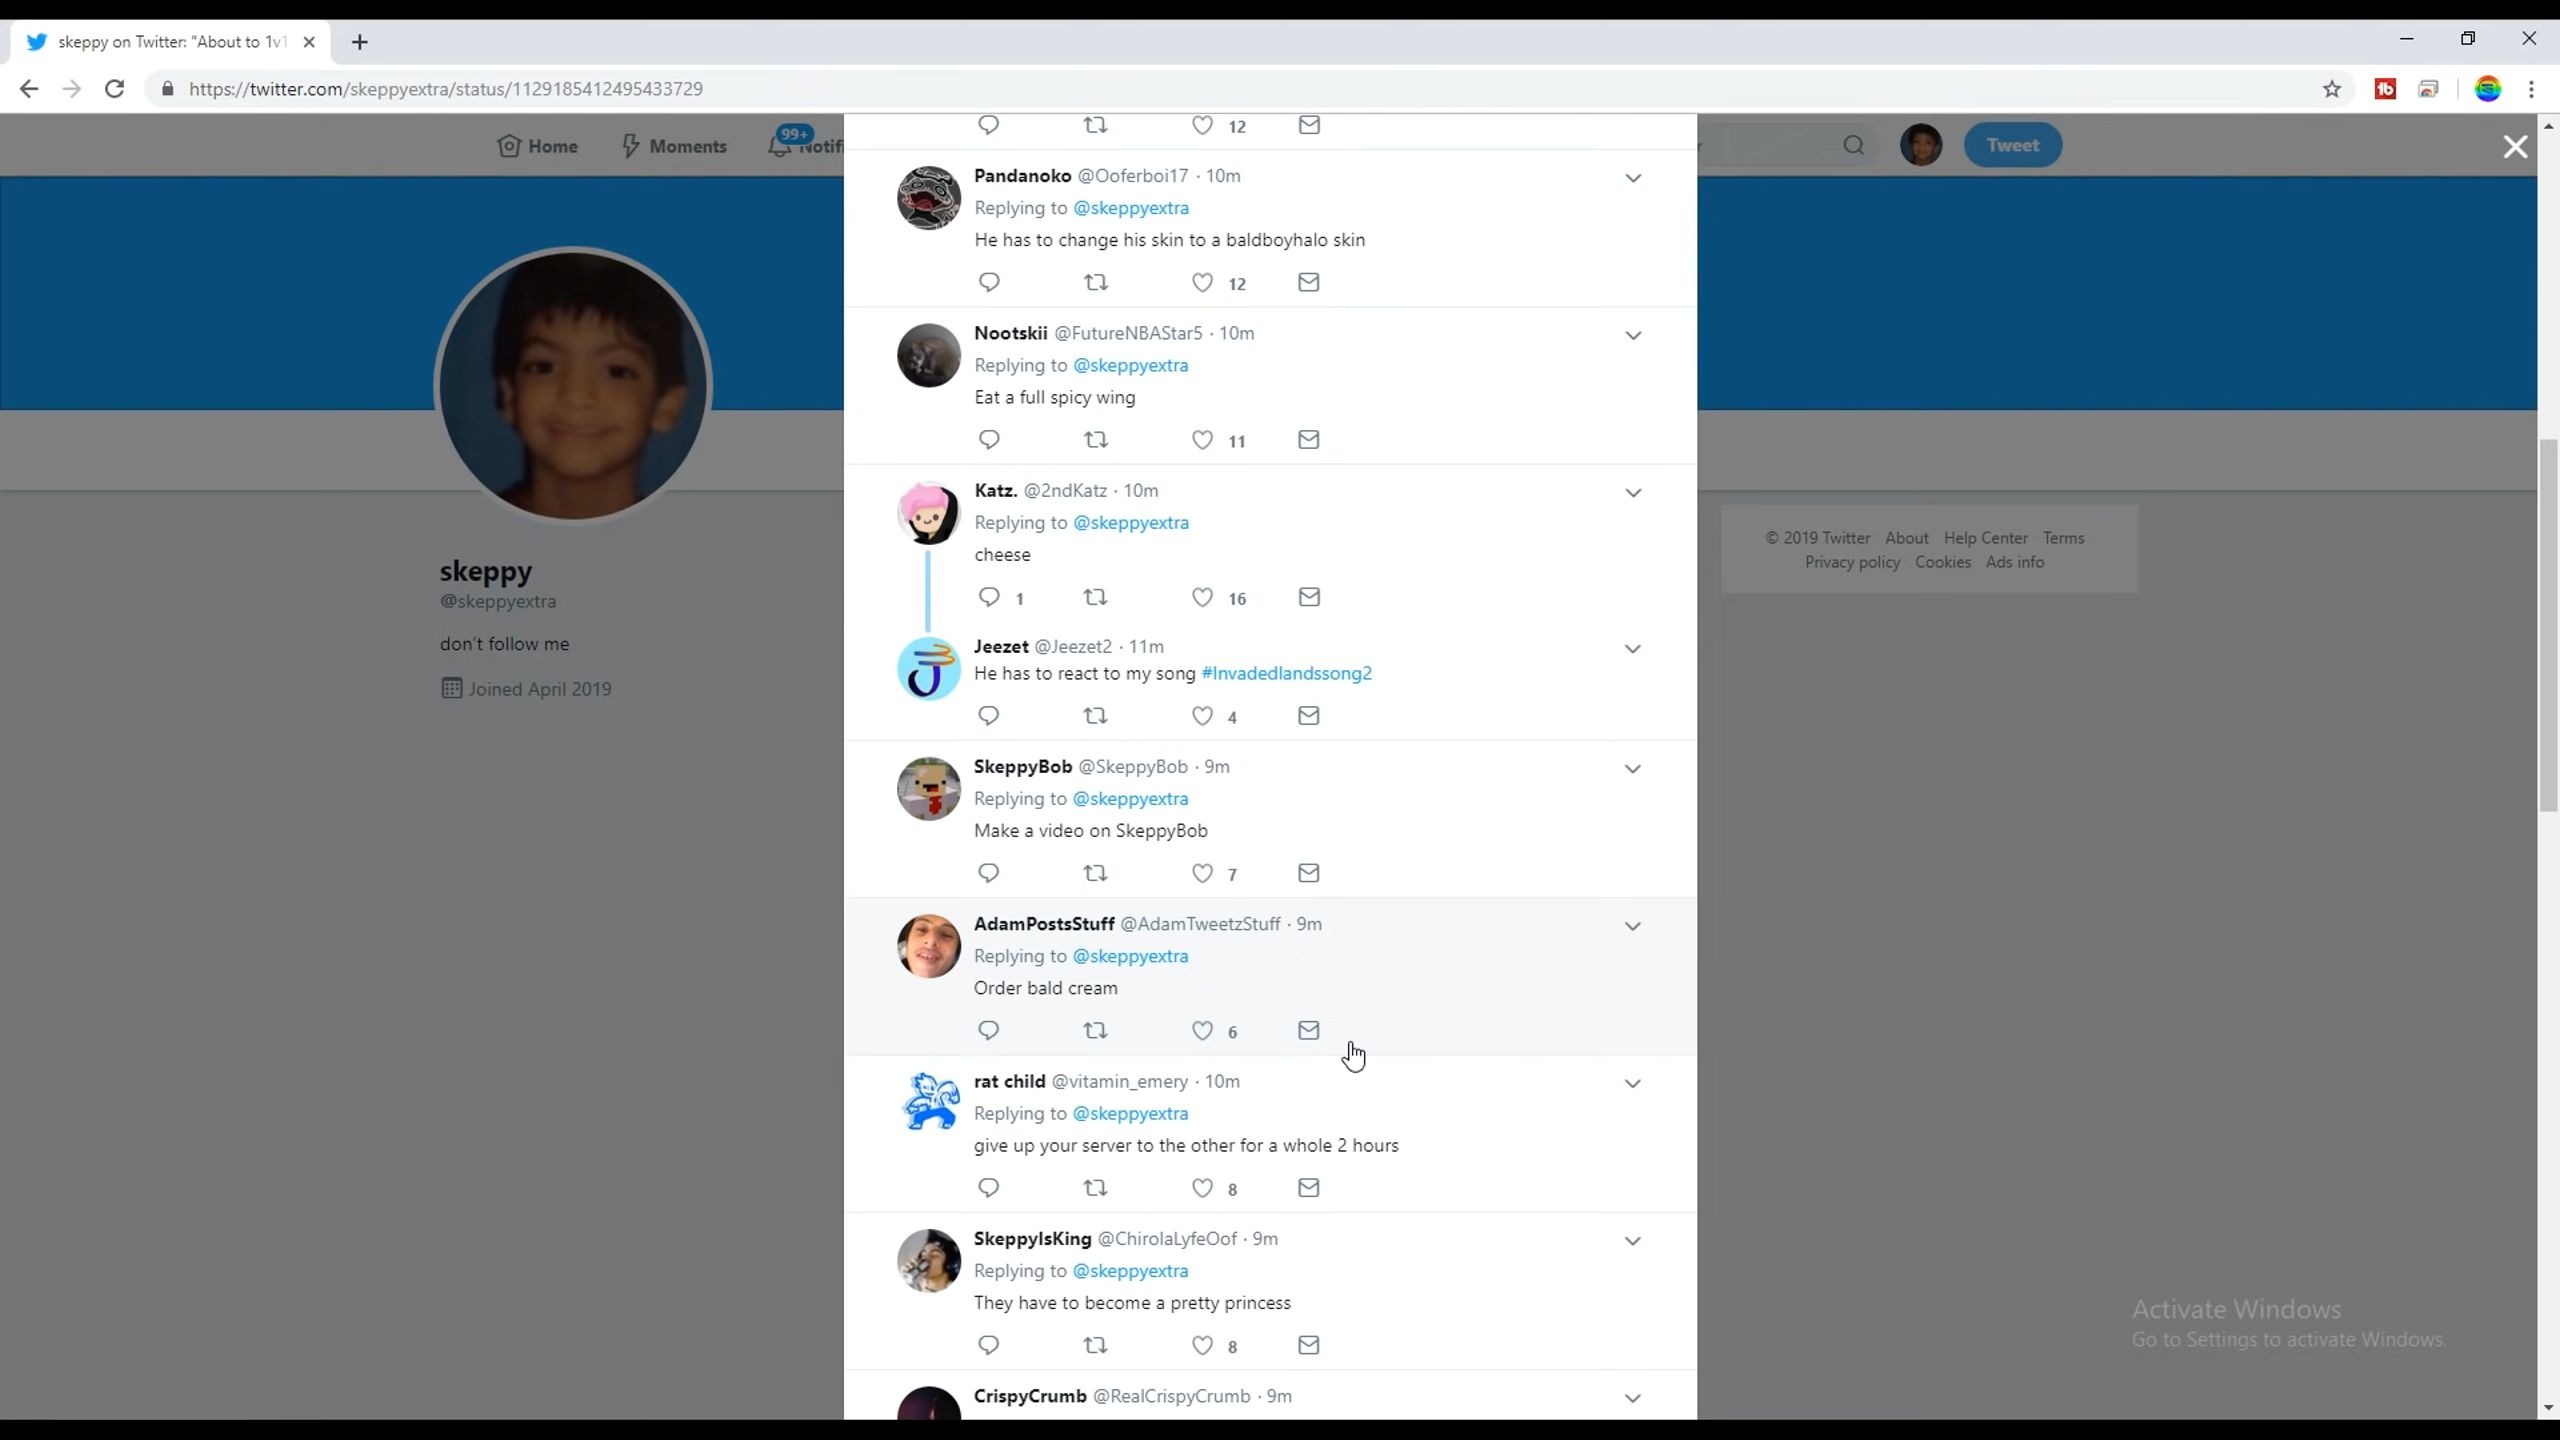 skeppy on Twitter: "About to 1v1
https://twitter.com/skeppyextra/status/1129185412495433729
Home
Moments
99+
Notifi
Tweet
12
Pandanoko @Ooferboi17 · 10m
Replying to @skeppyextra
He has to change his skin to a baldboyhalo skin
12
Nootskii @FutureNBAStar5 · 10m
Replying to @skeppyextra
Eat a full spicy wing
11
Katz. @2ndKatz · 10m
Replying to @skeppyextra
cheese
1 16
Jeezet @Jeezet2 · 11m
He has to react to my song #Invadedlandssong2
4
SkeppyBob @SkeppyBob · 9m
Replying to @skeppyextra
Make a video on SkeppyBob
7
AdamPostsStuff @AdamTweetzStuff · 9m
Replying to @skeppyextra
Order bald cream
6
rat child @vitamin_emery · 10m
Replying to @skeppyextra
give up your server to the other for a whole 2 hours
8
SkeppyIsKing @ChirolaLyfeOof · 9m
Replying to @skeppyextra
They have to become a pretty princess
8
CrispyCrumb @RealCrispyCrumb · 9m
skeppy
@skeppyextra
don't follow me
Joined April 2019
© 2019 Twitter About Help Center Terms
Privacy policy Cookies Ads info
Activate Windows
Go to Settings to activate Windows.